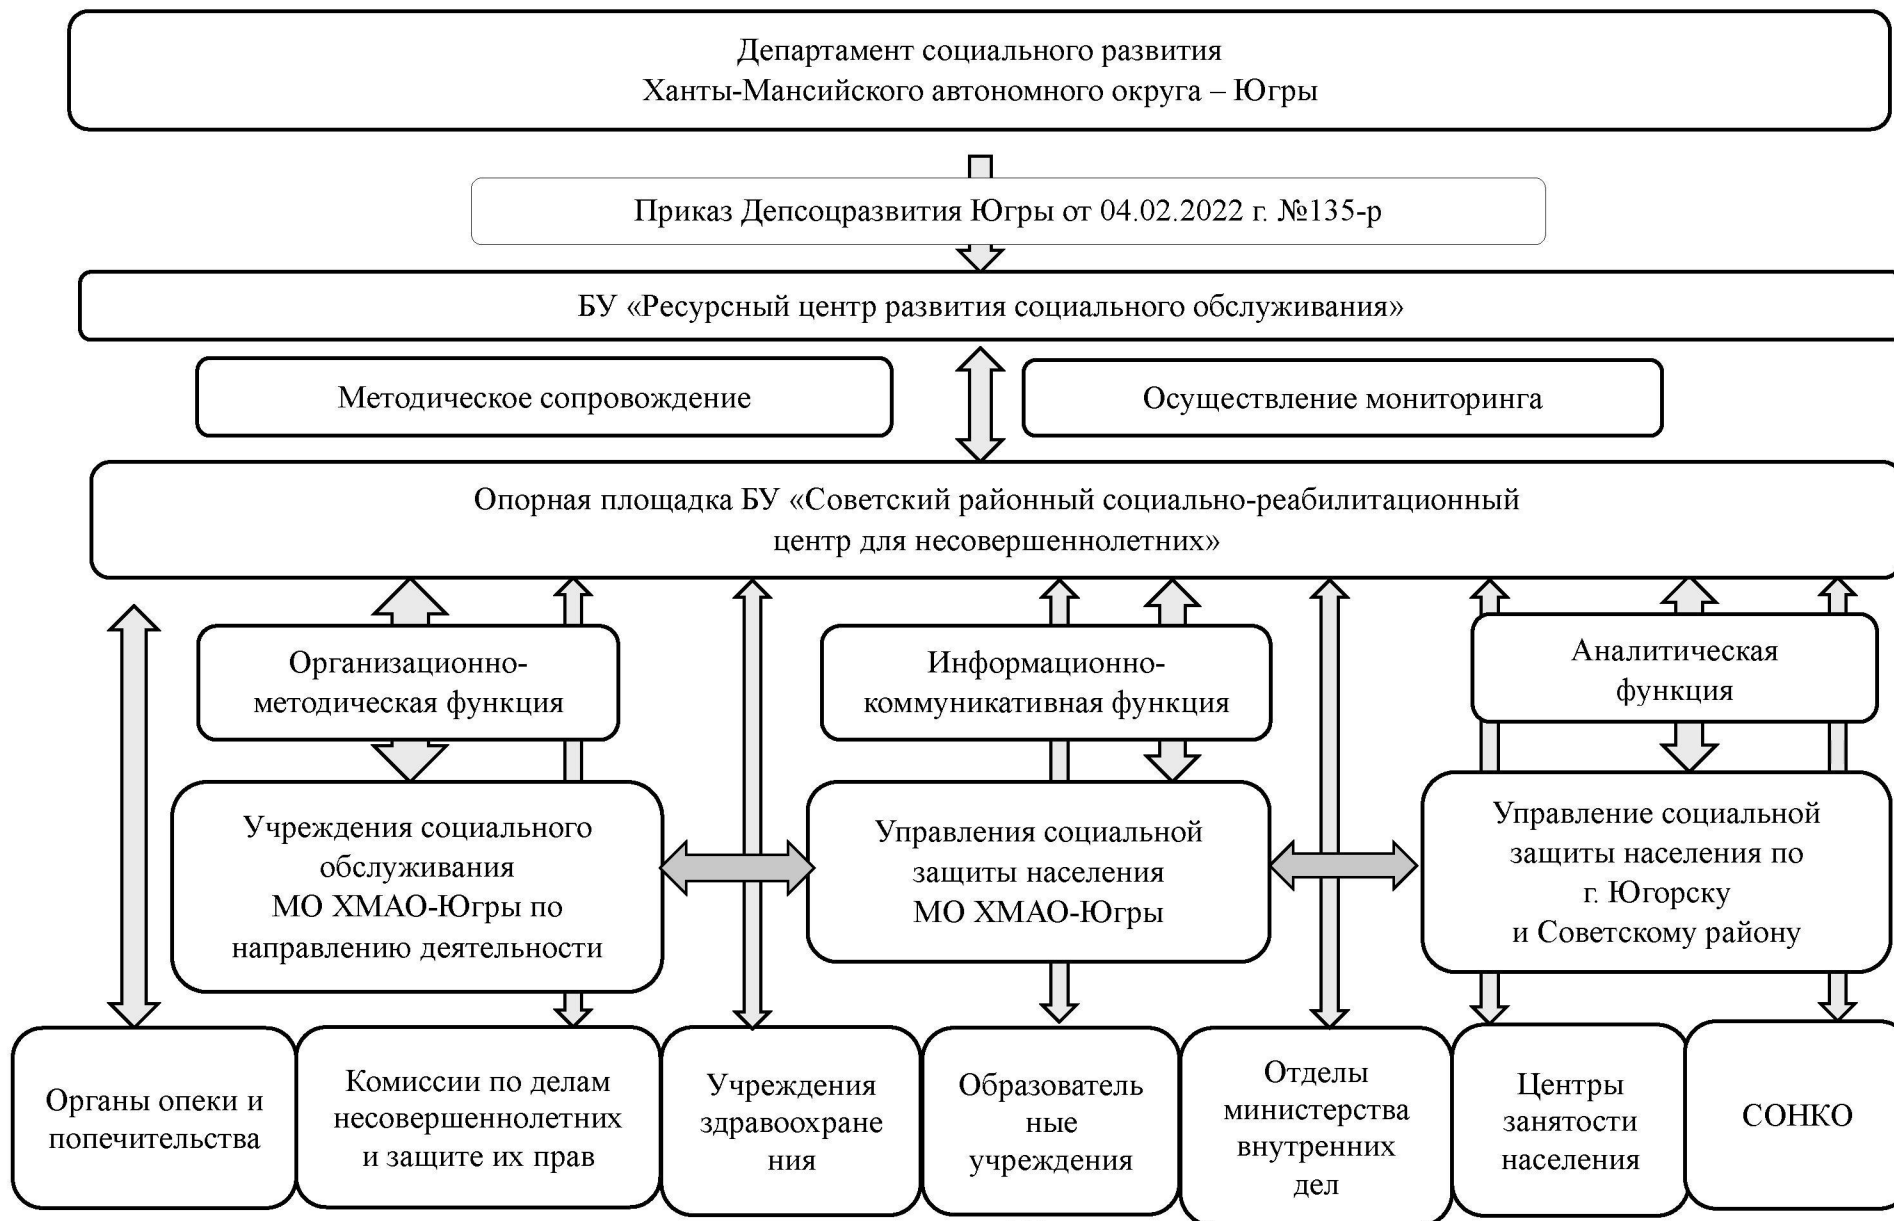 Департамент социального развития
Ханты-Мансийского автономного округа – Югры
Приказ Депсоцразвития Югры от 04.02.2022 г. №135-р
БУ «Ресурсный центр развития социального обслуживания»
Методическое сопровождение
Осуществление мониторинга
Опорная площадка БУ «Советский районный социально-реабилитационный
центр для несовершеннолетних»
Организационно-
методическая функция
Информационно-
коммуникативная функция
Аналитическая
функция
Учреждения социального
обслуживания
МО ХМАО-Югры по
направлению деятельности
Управления социальной
защиты населения
МО ХМАО-Югры
Управление социальной
защиты населения по
г. Югорску
и Советскому району
Органы опеки и
попечительства
Комиссии по делам
несовершеннолетних
и защите их прав
Учреждения
здравоохране
ния
Образователь
ные
учреждения
Отделы
министерства
внутренних
дел
Центры
занятости
населения
СОНКО